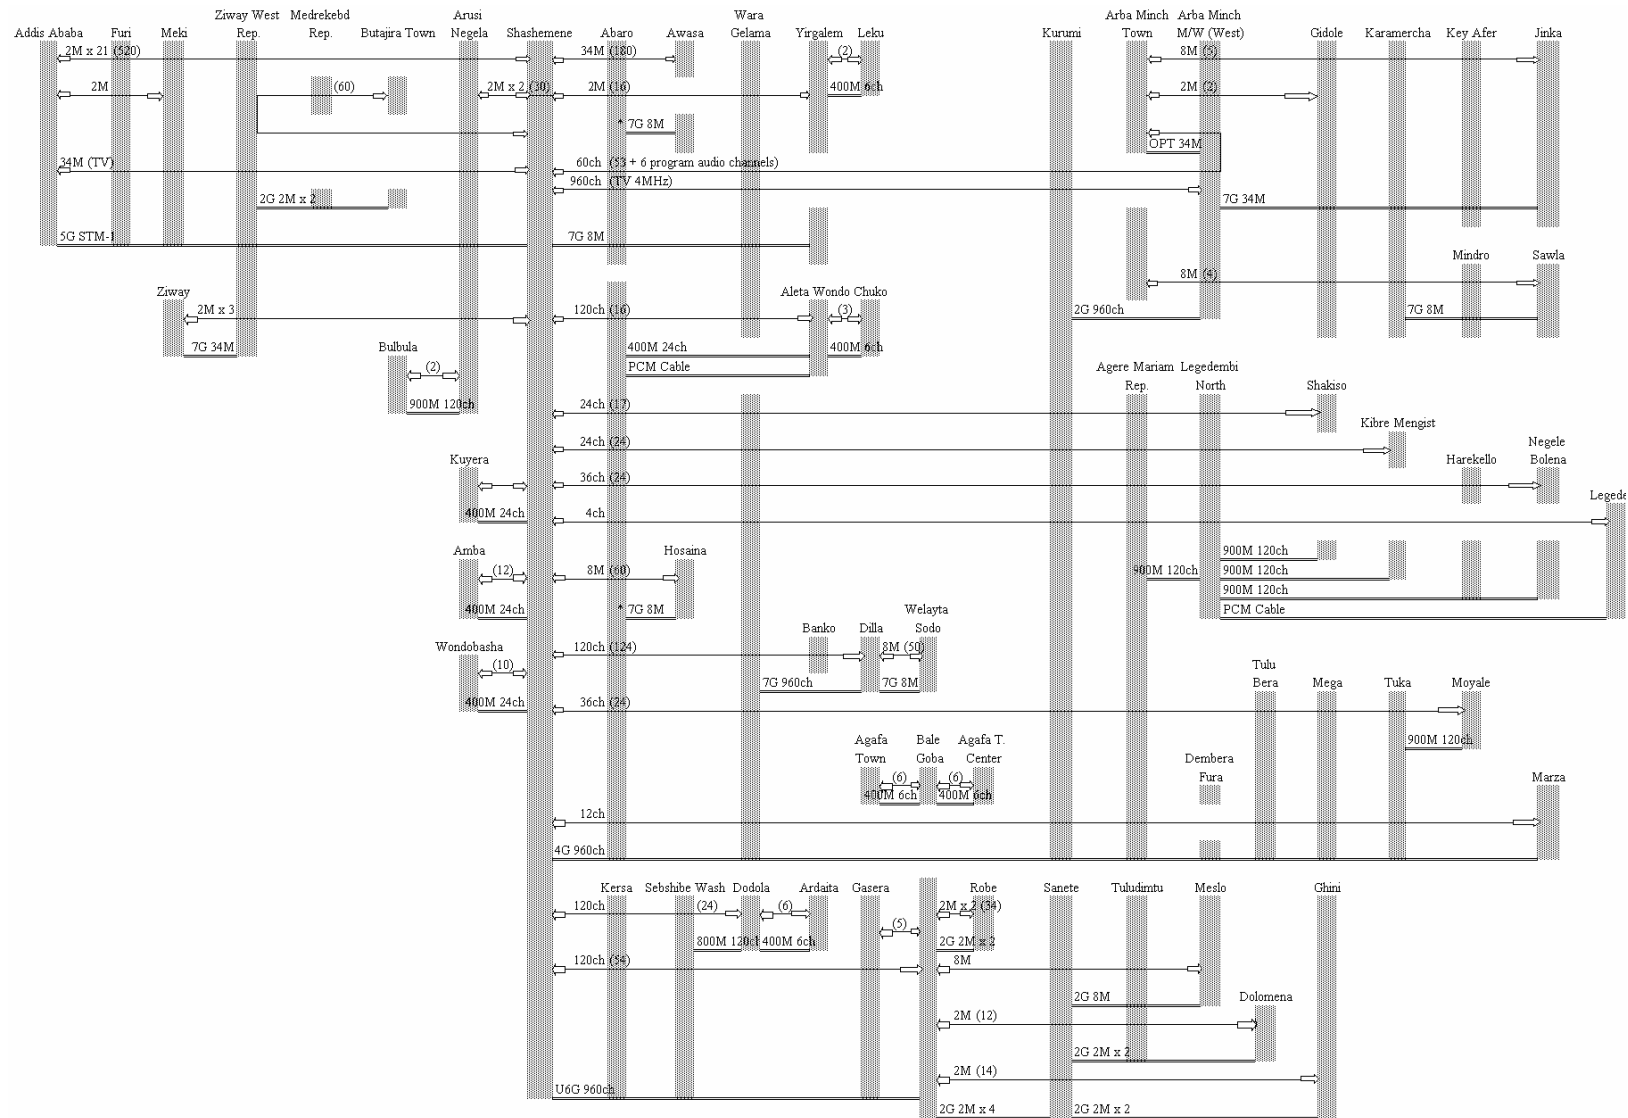 Ziway West Medrekebd Arusi Wara Arba Minch Arba Minch
Addis Ababa Furi Meki Rep. Rep. Butajira Town Negela Shashemene Abaro Awasa Gelama Yirgalem Leku Kurumi Town M/W (West) Gidole Karamercha Key Afer Jinka
2M x 21 (520) 34M (180) (2) 8M (5)
2M (60) 2M x 2 (30) 2M (16) 400M 6ch 2M (2)
* 7G 8M
OPT 34M
34M (TV) 60ch (53 + 6 program audio channels)
960ch (TV 4MHz)
2G 2M x 2 7G 34M
5G STM-1 7G 8M
Mindro Sawla
8M (4)
Ziway Aleta Wondo Chuko
2M x 3 120ch (16) (3) 2G 960ch 7G 8M
7G 34M Bulbula 400M 24ch 400M 6ch
(2) PCM Cable Agere Mariam Legedembi
Rep. North Shakiso
900M 120ch 24ch (17)
Kibre Mengist
24ch (24) Negele
Kuyera Harekello Bolena
36ch (24)
Legede
400M 24ch 4ch
Amba Hosaina 900M 120ch
(12) 8M (60) 900M 120ch 900M 120ch
900M 120ch
400M 24ch * 7G 8M Welayta PCM Cable
Banko Dilla Sodo
Wondobasha 120ch (124) 8M (50)
(10) Tulu
7G 960ch 7G 8M Bera Mega Tuka Moyale
400M 24ch 36ch (24)
Agafa Bale Agafa T. 900M 120ch
Town Goba Center Dembera
(6) (6) Fura Marza
400M 6ch 400M 6ch
12ch
4G 960ch
Kersa Sebshibe Wash Dodola Ardaita Gasera Robe Sanete Tuludimtu Meslo Ghini
120ch (24) (6) 2M x 2 (34)
(5)
800M 120ch 400M 6ch 2G 2M x 2
120ch (54) 8M
2G 8M Dolomena
2M (12)
2G 2M x 2
2M (14)
U6G 960ch
2G 2M x 4 2G 2M x 2